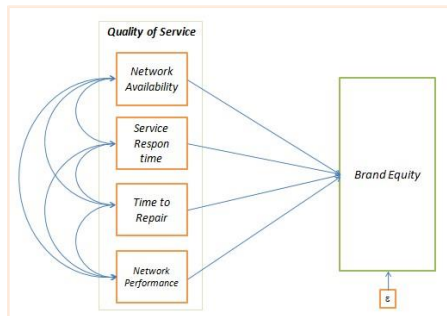 Quality of Service
Network
Availability
Service
Respon
time
Time to
Repair
Network
Performance
Brand Equity
ε